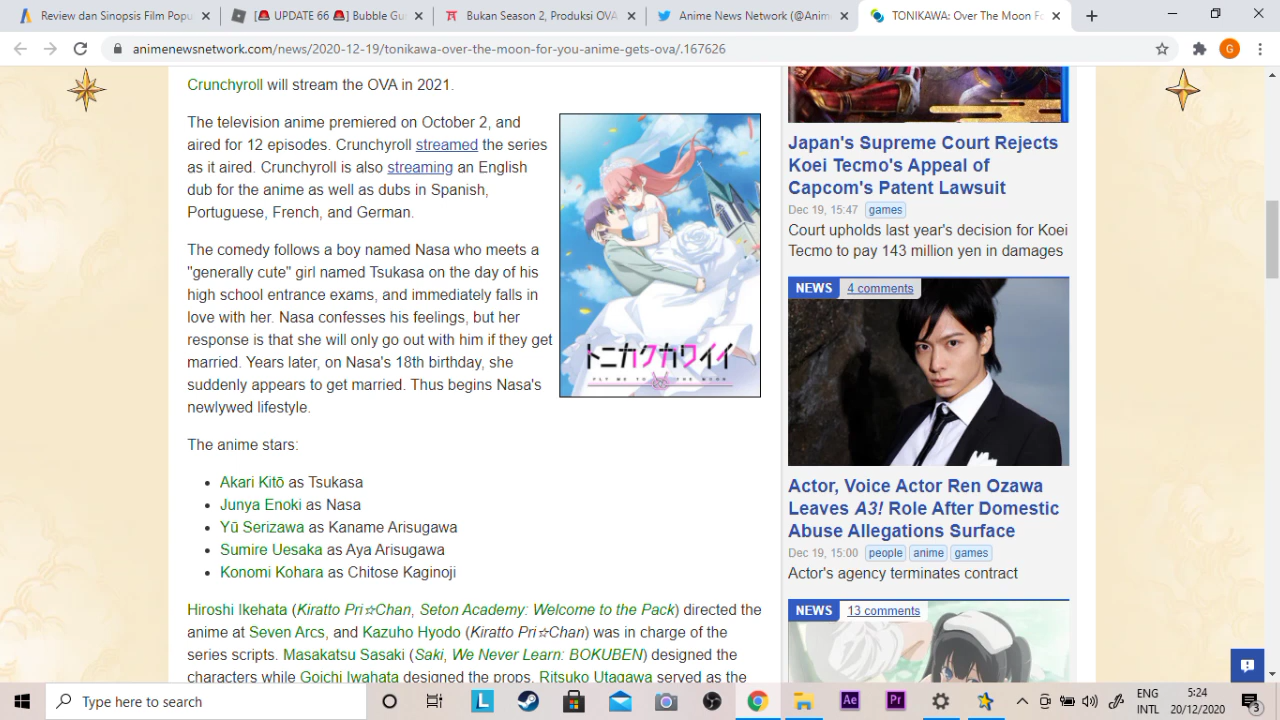 Review dan Sinopsis Film Popu
[🚨 UPDATE 66 🚨] Bubble Gu
Bukan Season 2, Produksi OVA
Anime News Network (@Anim
TONIKAWA: Over The Moon Fo
animenewsnetwork.com/news/2020-12-19/tonikawa-over-the-moon-for-you-anime-gets-ova/.167626
G
Crunchyroll will stream the OVA in 2021.
The television anime premiered on October 2, and
aired for 12 episodes. Crunchyroll streamed the series
as it aired. Crunchyroll is also streaming an English
dub for the anime as well as dubs in Spanish,
Portuguese, French, and German.
The comedy follows a boy named Nasa who meets a
"generally cute" girl named Tsukasa on the day of his
high school entrance exams, and immediately falls in
love with her. Nasa confesses his feelings, but her
response is that she will only go out with him if they get
married. Years later, on Nasa's 18th birthday, she
suddenly appears to get married. Thus begins Nasa's
newlywed lifestyle.
トニカクカワイイ
FLY ME TO THE MOON
The anime stars:
• Akari Kitō as Tsukasa
• Junya Enoki as Nasa
• Yū Serizawa as Kaname Arisugawa
• Sumire Uesaka as Aya Arisugawa
• Konomi Kohara as Chitose Kaginoji
Hiroshi Ikehata (Kiratto Pri☆Chan, Seton Academy: Welcome to the Pack) directed the
anime at Seven Arcs, and Kazuho Hyodo (Kiratto Pri☆Chan) was in charge of the
series scripts. Masakatsu Sasaki (Saki, We Never Learn: BOKUBEN) designed the
characters while Goichi Iwahata designed the props. Ritsuko Utagawa served as the
Japan's Supreme Court Rejects
Koei Tecmo's Appeal of
Capcom's Patent Lawsuit
Dec 19, 15:47 games
Court upholds last year's decision for Koei
Tecmo to pay 143 million yen in damages
NEWS 4 comments
Actor, Voice Actor Ren Ozawa
Leaves A3! Role After Domestic
Abuse Allegations Surface
Dec 19, 15:00 people anime games
Actor's agency terminates contract
NEWS 13 comments
Type here to search
L
Ae
Pr
ENG
INTL
5:24
20/12/2020
3